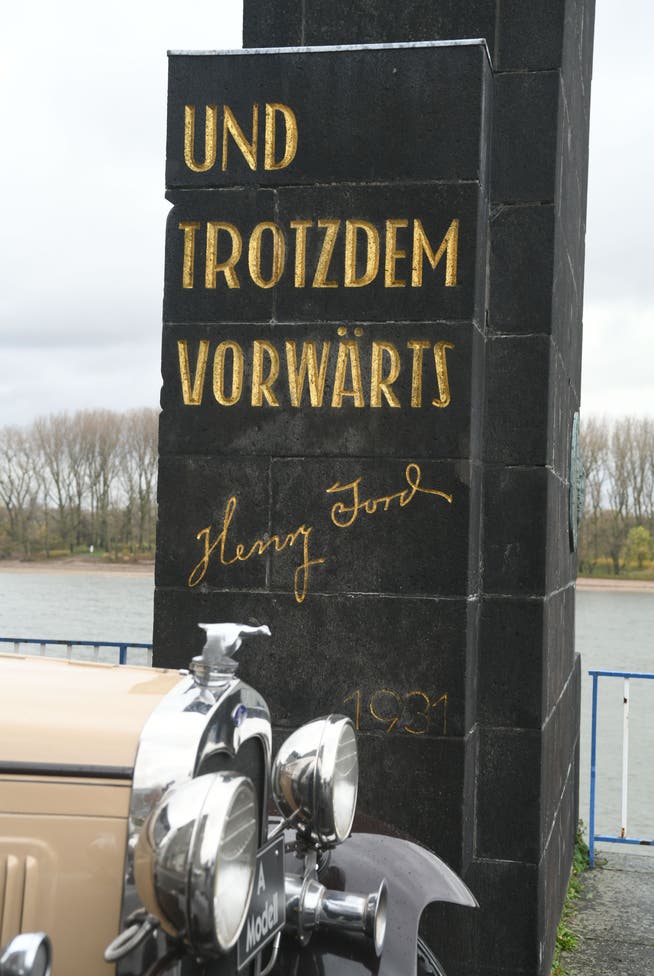 UND
TROTZDEM
VORWÄRTS
Henry Ford
1931
A
Modell